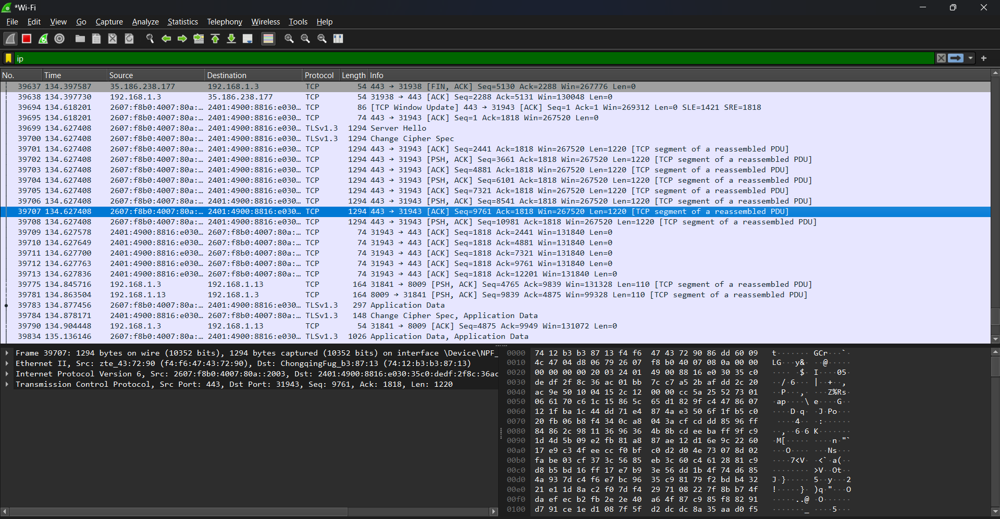 *Wi-Fi
File Edit View Go Capture Analyze Statistics Telephony Wireless Tools Help
ip
No. Time Source Destination Protocol Length Info
39637 134.397587 35.186.238.177 192.168.1.3 TCP 54 443 → 31938 [FIN, ACK] Seq=5130 Ack=2288 Win=267776 Len=0
39638 134.397730 192.168.1.3 35.186.238.177 TCP 54 31938 → 443 [ACK] Seq=2288 Ack=5131 Win=130048 Len=0
39694 134.618201 2607:f8b0:4007:80a:… 2401:4900:8816:e030… TCP 86 [TCP Window Update] 443 → 31943 [ACK] Seq=1 Ack=1 Win=269312 Len=0 SLE=1421 SRE=1818
39695 134.618201 2607:f8b0:4007:80a:… 2401:4900:8816:e030… TCP 74 443 → 31943 [ACK] Seq=1 Ack=1818 Win=267520 Len=0
39699 134.627408 2607:f8b0:4007:80a:… 2401:4900:8816:e030… TLSv1.3 1294 Server Hello
39700 134.627408 2607:f8b0:4007:80a:… 2401:4900:8816:e030… TLSv1.3 1294 Change Cipher Spec
39701 134.627408 2607:f8b0:4007:80a:… 2401:4900:8816:e030… TCP 1294 443 → 31943 [ACK] Seq=2441 Ack=1818 Win=267520 Len=1220 [TCP segment of a reassembled PDU]
39702 134.627408 2607:f8b0:4007:80a:… 2401:4900:8816:e030… TCP 1294 443 → 31943 [PSH, ACK] Seq=3661 Ack=1818 Win=267520 Len=1220 [TCP segment of a reassembled PDU]
39703 134.627408 2607:f8b0:4007:80a:… 2401:4900:8816:e030… TCP 1294 443 → 31943 [ACK] Seq=4881 Ack=1818 Win=267520 Len=1220 [TCP segment of a reassembled PDU]
39704 134.627408 2607:f8b0:4007:80a:… 2401:4900:8816:e030… TCP 1294 443 → 31943 [PSH, ACK] Seq=6101 Ack=1818 Win=267520 Len=1220 [TCP segment of a reassembled PDU]
39705 134.627408 2607:f8b0:4007:80a:… 2401:4900:8816:e030… TCP 1294 443 → 31943 [ACK] Seq=7321 Ack=1818 Win=267520 Len=1220 [TCP segment of a reassembled PDU]
39706 134.627408 2607:f8b0:4007:80a:… 2401:4900:8816:e030… TCP 1294 443 → 31943 [PSH, ACK] Seq=8541 Ack=1818 Win=267520 Len=1220 [TCP segment of a reassembled PDU]
39707 134.627408 2607:f8b0:4007:80a:… 2401:4900:8816:e030… TCP 1294 443 → 31943 [ACK] Seq=9761 Ack=1818 Win=267520 Len=1220 [TCP segment of a reassembled PDU]
39708 134.627408 2607:f8b0:4007:80a:… 2401:4900:8816:e030… TCP 1294 443 → 31943 [PSH, ACK] Seq=10981 Ack=1818 Win=267520 Len=1220 [TCP segment of a reassembled PDU]
39709 134.627578 2401:4900:8816:e030… 2607:f8b0:4007:80a:… TCP 74 31943 → 443 [ACK] Seq=1818 Ack=2441 Win=131840 Len=0
39710 134.627649 2401:4900:8816:e030… 2607:f8b0:4007:80a:… TCP 74 31943 → 443 [ACK] Seq=1818 Ack=4881 Win=131840 Len=0
39711 134.627700 2401:4900:8816:e030… 2607:f8b0:4007:80a:… TCP 74 31943 → 443 [ACK] Seq=1818 Ack=7321 Win=131840 Len=0
39712 134.627763 2401:4900:8816:e030… 2607:f8b0:4007:80a:… TCP 74 31943 → 443 [ACK] Seq=1818 Ack=9761 Win=131840 Len=0
39713 134.627836 2401:4900:8816:e030… 2607:f8b0:4007:80a:… TCP 74 31943 → 443 [ACK] Seq=1818 Ack=12201 Win=131840 Len=0
39775 134.845716 192.168.1.3 192.168.1.13 TCP 164 31841 → 8009 [PSH, ACK] Seq=4765 Ack=9839 Win=131328 Len=110 [TCP segment of a reassembled PDU]
39781 134.863504 192.168.1.13 192.168.1.3 TCP 164 8009 → 31841 [PSH, ACK] Seq=9839 Ack=4875 Win=99328 Len=110 [TCP segment of a reassembled PDU]
39783 134.877456 2607:f8b0:4007:80a:… 2401:4900:8816:e030… TLSv1.3 297 Application Data
39784 134.878171 2401:4900:8816:e030… 2607:f8b0:4007:80a:… TLSv1.3 148 Change Cipher Spec, Application Data
39790 134.904448 192.168.1.3 192.168.1.13 TCP 54 31841 → 8009 [ACK] Seq=4875 Ack=9949 Win=131072 Len=0
39834 135.136146 2607:f8b0:4007:80a:… 2401:4900:8816:e030… TLSv1.3 1026 Application Data, Application Data
Frame 39707: 1294 bytes on wire (10352 bits), 1294 bytes captured (10352 bits) on interface \Device\NPF_
Ethernet II, Src: zte_43:72:90 (f4:f6:47:43:72:90), Dst: ChongqingFug_b3:87:13 (74:12:b3:b3:87:13)
Internet Protocol Version 6, Src: 2607:f8b0:4007:80a::2003, Dst: 2401:4900:8816:e030:35c0:dedf:2f8c:36ac
Transmission Control Protocol, Src Port: 443, Dst Port: 31943, Seq: 9761, Ack: 1818, Len: 1220
0000 74 12 b3 b3 87 13 f4 f6 47 43 72 90 86 dd 60 09 t······· GCr···`·
0010 4c 47 04 d8 06 79 26 07 f8 b0 40 07 08 0a 00 00 LG···y&· ··@·····
0020 00 00 00 00 20 03 24 01 49 00 88 16 e0 30 35 c0 ···· ·$· I····05·
0030 de df 2f 8c 36 ac 01 bb 7c c7 a5 2b af dd 2c 20 ··/·6··· |··+··,
0040 ac 9e 50 10 04 15 2c 12 00 00 cc 5a 25 52 73 01 ··P···,· ···Z%Rs·
0050 06 61 70 c6 1c 15 86 5c 65 d1 82 9f c4 47 86 07 ·ap····\ e····G··
0060 12 1f ba 1c 44 dd 71 e4 87 4a e3 50 6f 1f b5 c0 ····D·q· ·J·Po···
0070 20 fb 06 b8 f4 34 0c a8 04 3a cf cd dd 85 96 ff ····4·· ·:······
0080 84 86 2c 98 11 36 96 36 4b 8b cd ee ba ff 9f c9 ··,··6·6 K·······
0090 1d 4d 5b 09 e2 fb 81 a8 87 ae 12 d1 6e 9c 22 60 ·M[····· ····n·"`
00a0 17 e9 c3 4f ee cc f0 bf c0 d2 d0 4e 73 07 8d 02 ···O···· ···Ns···
00b0 fa be 03 cf 37 3c 56 85 eb 3c 60 c4 61 28 81 c9 ····7<V· ·<`·a(··
00c0 d8 b5 bd 16 ff 17 e7 b9 3e 56 dd 1b 4f 74 d6 85 ········ >V··Ot··
00d0 4a 93 7d c4 f6 e7 bc 96 35 c9 81 79 f2 bd b4 32 J·}····· 5··y···2
00e0 21 e1 1d 8a c2 f0 7d f4 29 71 08 22 7f 8b b7 4f !·····}· )q·"···O
00f0 da ef ec b2 fb 2e 2e 40 a6 4f 87 c9 85 f8 82 91 ·····..@ ·O······
0100 d7 91 ce 1e d1 08 7f 5f d2 dc dc 8a 35 aa d0 f5 ·······_ ····5···